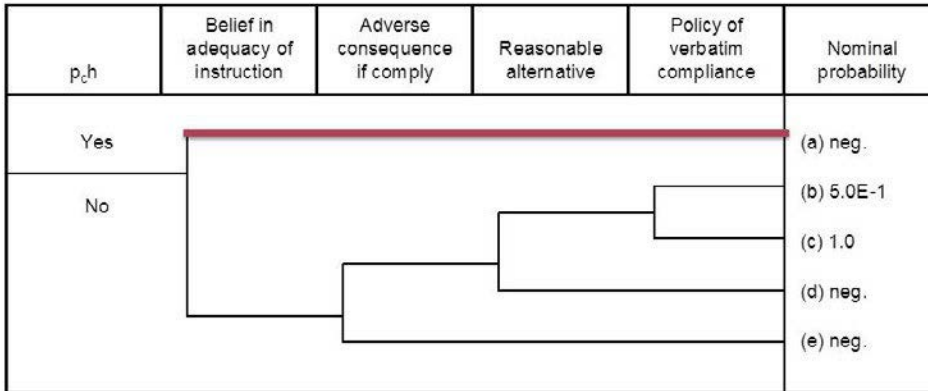 p_ch
Belief in
adequacy of
instruction
Adverse
consequence
if comply
Reasonable
alternative
Policy of
verbatim
compliance
Nominal
probability
Yes
No
(a) neg.
(b) 5.0E-1
(c) 1.0
(d) neg.
(e) neg.